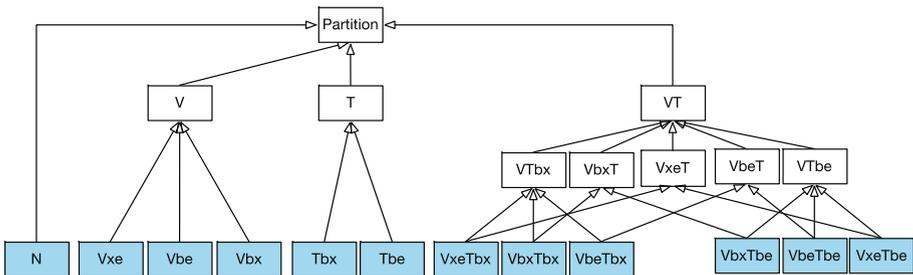 Partition
V
T
VT
VTbx
VbxT
VxeT
VbeT
VTbe
N
Vxe
Vbe
Vbx
Tbx
Tbe
VxeTbx
VbxTbx
VbeTbx
VbxTbe
VbeTbe
VxeTbe